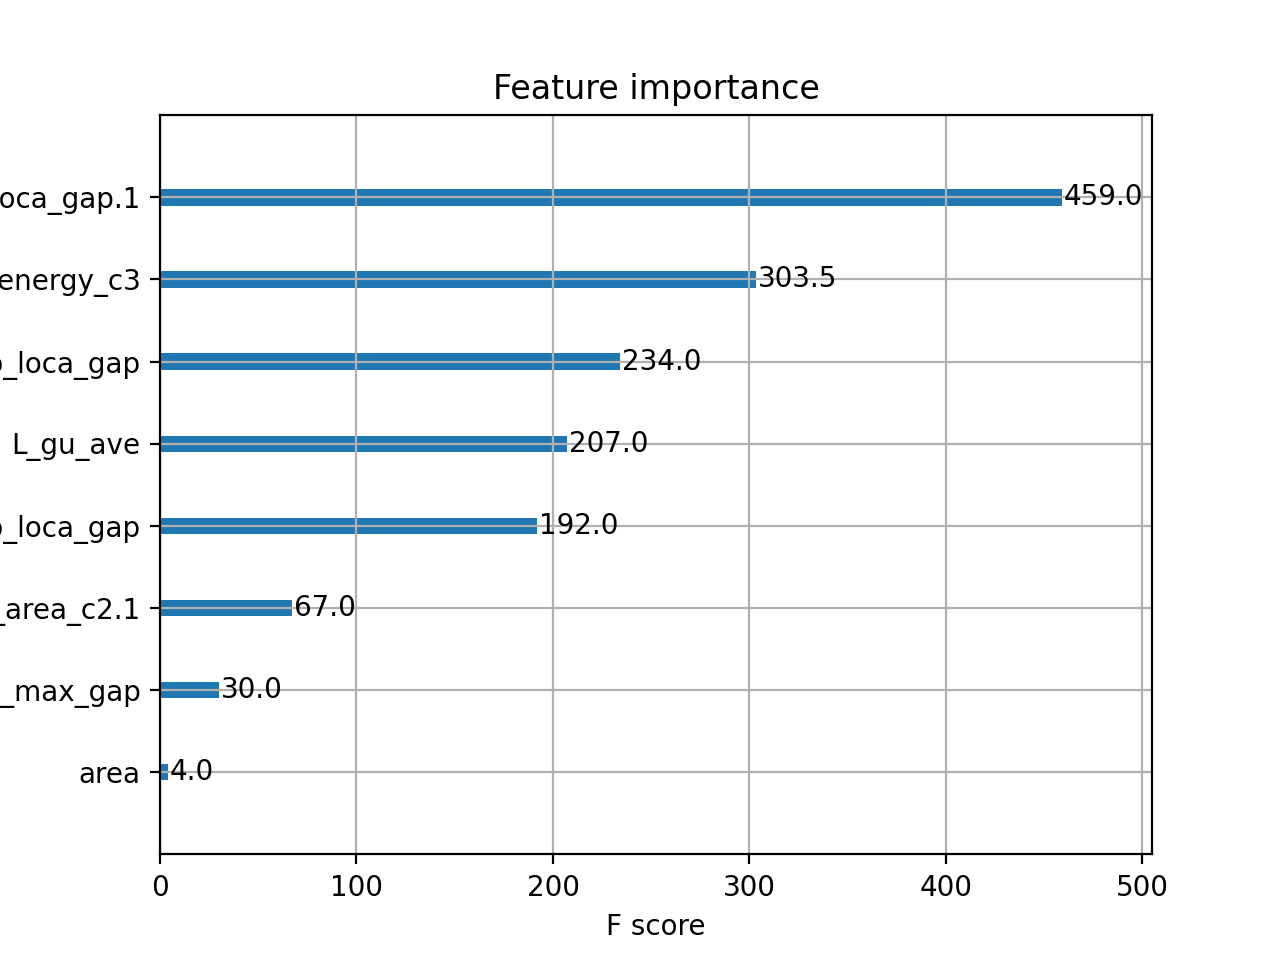 Feature importance
oca_gap.1
459.0
energy_c3
303.5
_loca_gap
234.0
L_gu_ave
207.0
_loca_gap
192.0
_area_c2.1
67.0
_max_gap
30.0
area
4.0
0 100 200 300 400 500
F score